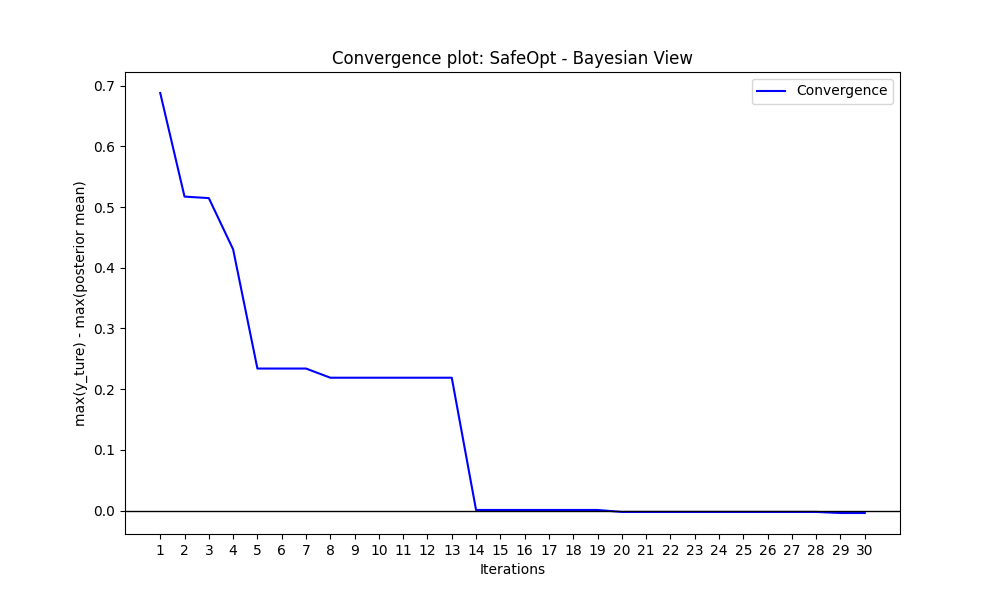 Convergence plot: SafeOpt - Bayesian View
Convergence
max(y_ture) - max(posterior mean)
0.7
0.6
0.5
0.4
0.3
0.2
0.1
0.0
1 2 3 4 5 6 7 8 9 10 11 12 13 14 15 16 17 18 19 20 21 22 23 24 25 26 27 28 29 30
Iterations